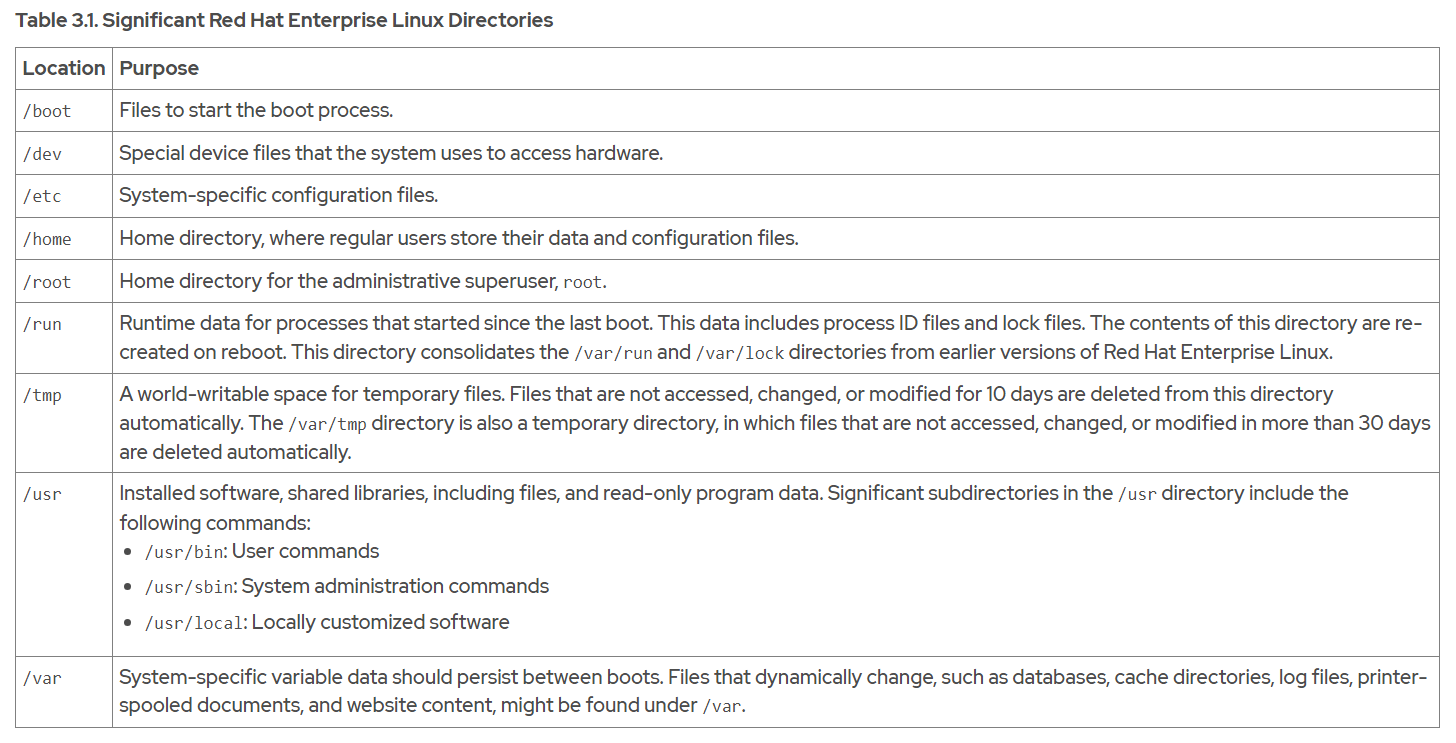 Table 3.1. Significant Red Hat Enterprise Linux Directories
Location Purpose
/boot Files to start the boot process.
/dev Special device files that the system uses to access hardware.
/etc System-specific configuration files.
/home Home directory, where regular users store their data and configuration files.
/root Home directory for the administrative superuser, root.
/run Runtime data for processes that started since the last boot. This data includes process ID files and lock files. The contents of this directory are re-
created on reboot. This directory consolidates the /var/run and /var/lock directories from earlier versions of Red Hat Enterprise Linux.
/tmp A world-writable space for temporary files. Files that are not accessed, changed, or modified for 10 days are deleted from this directory
automatically. The /var/tmp directory is also a temporary directory, in which files that are not accessed, changed, or modified in more than 30 days
are deleted automatically.
/usr Installed software, shared libraries, including files, and read-only program data. Significant subdirectories in the /usr directory include the
following commands:
• /usr/bin: User commands
• /usr/sbin: System administration commands
• /usr/local: Locally customized software
/var System-specific variable data should persist between boots. Files that dynamically change, such as databases, cache directories, log files, printer-
spooled documents, and website content, might be found under /var.